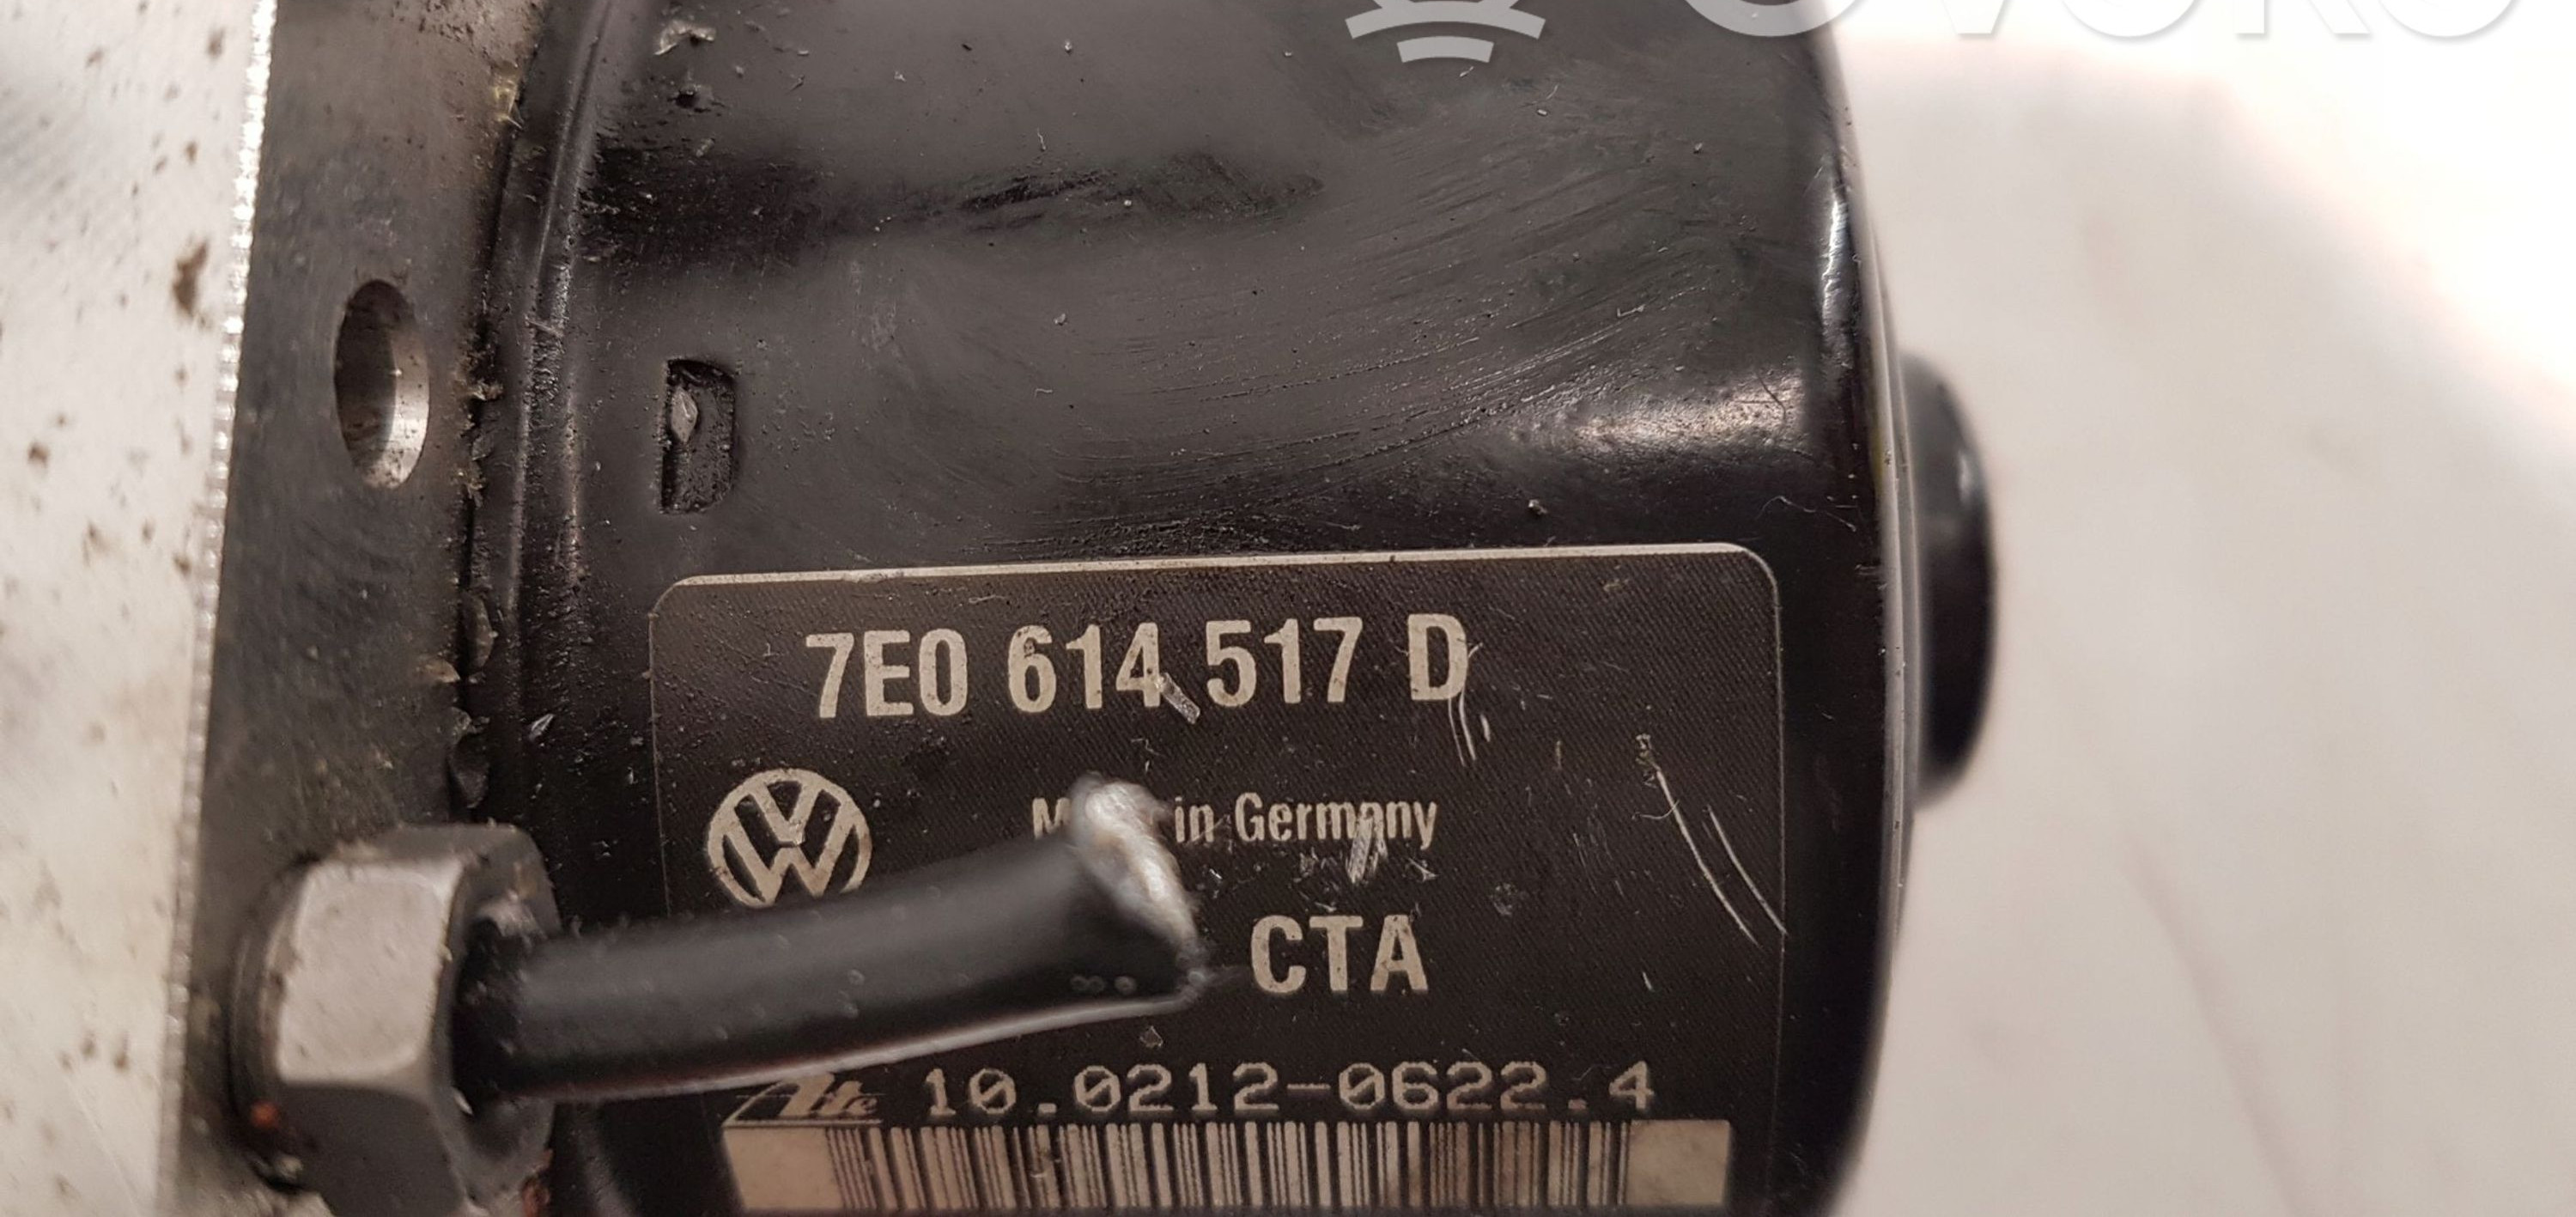 7E0 614 517 D
in Germany
CTA
Ate 10.0212-0622.4